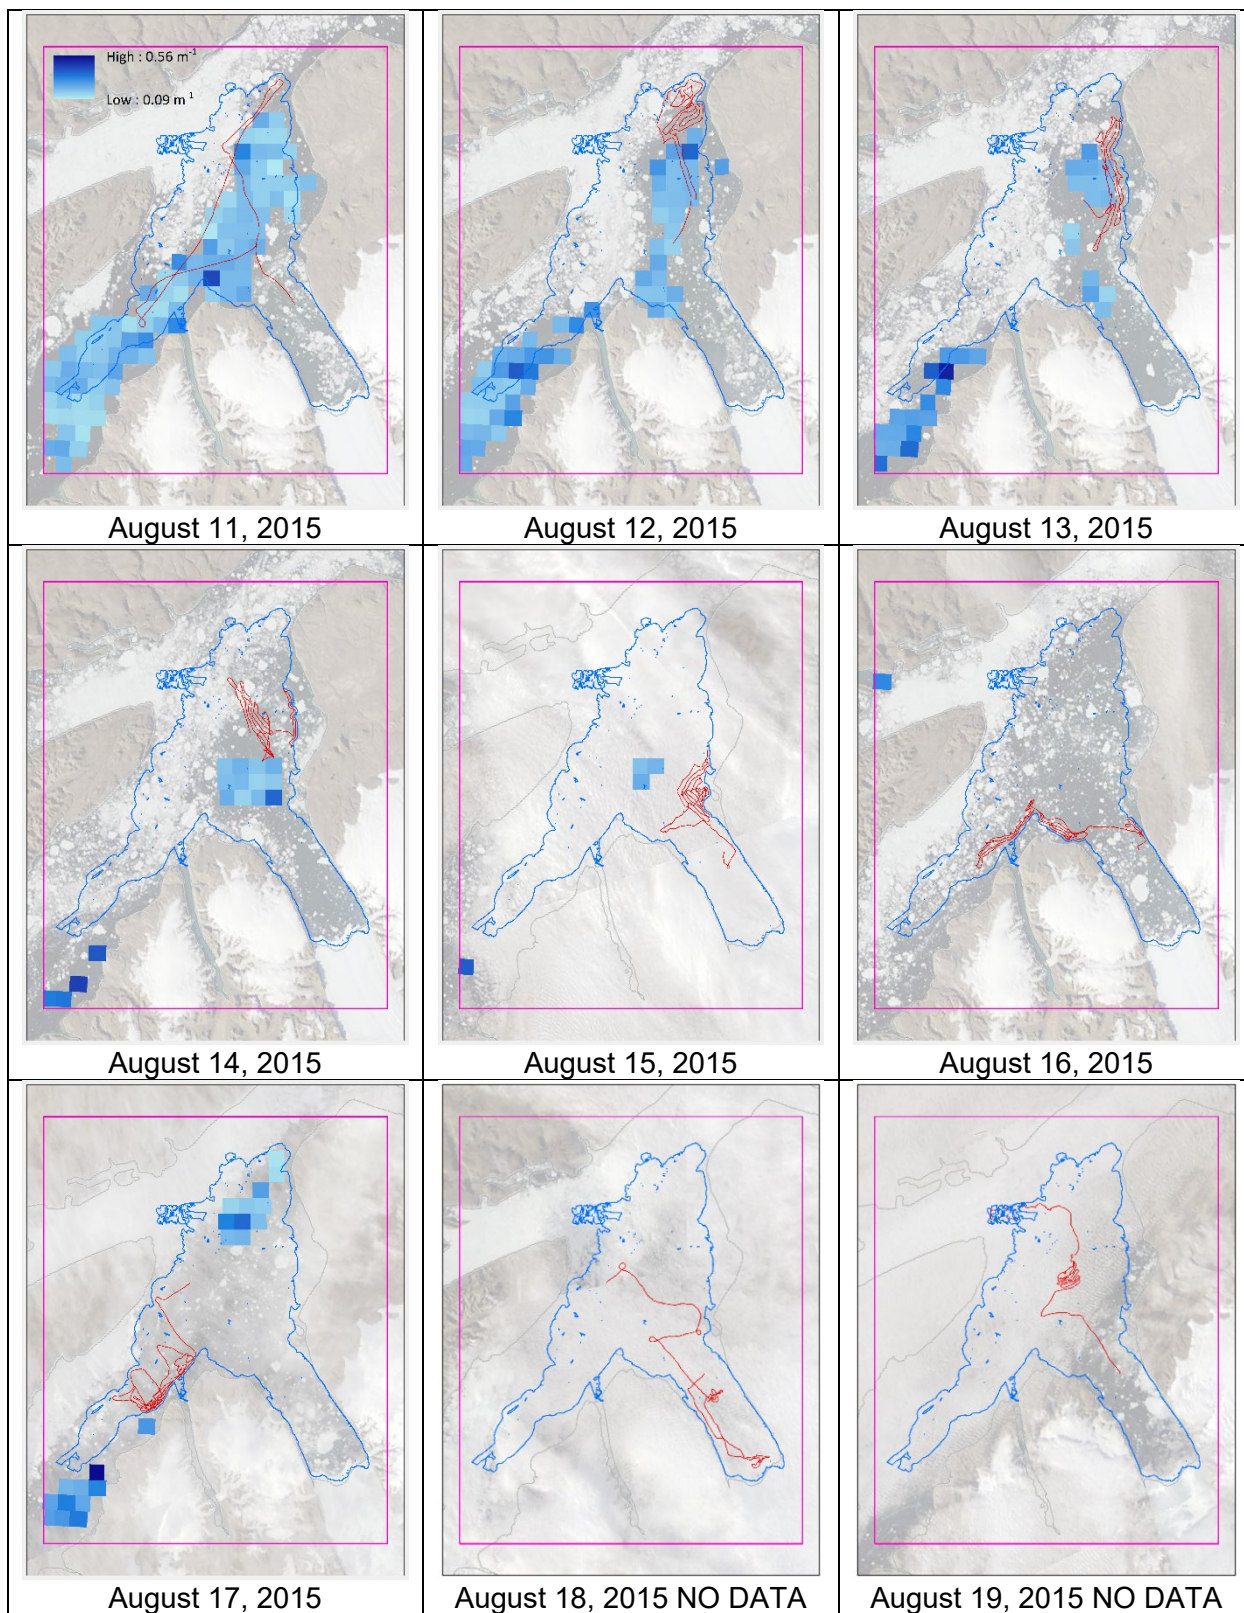 High : 0.56 m-1
Low : 0.09 m-1
August 11, 2015
August 12, 2015
August 13, 2015
August 14, 2015
August 15, 2015
August 16, 2015
August 17, 2015
August 18, 2015 NO DATA
August 19, 2015 NO DATA